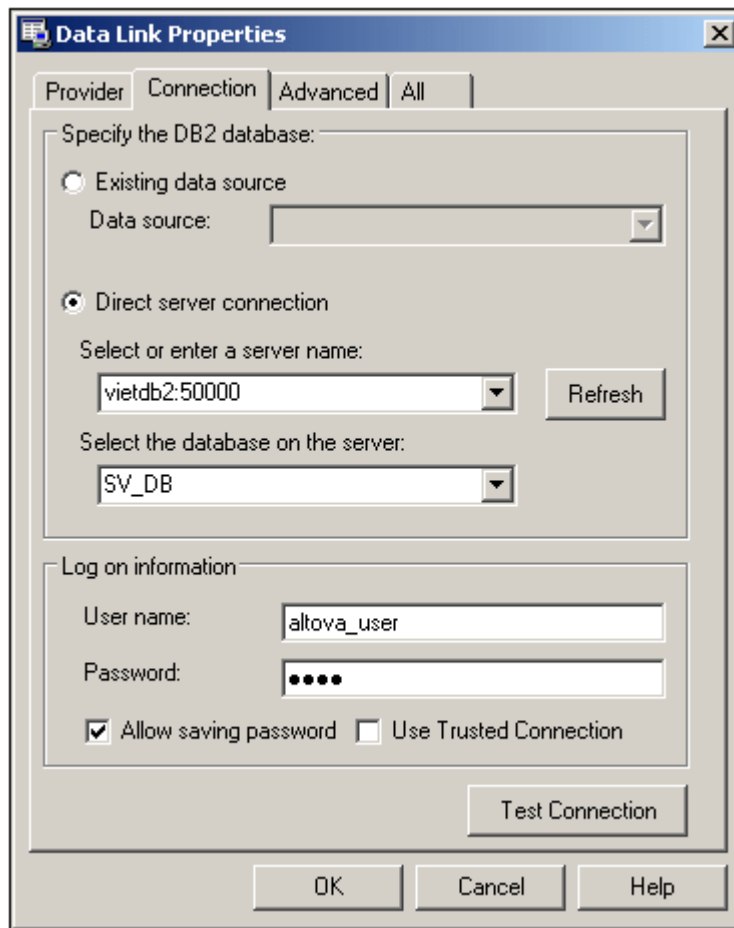 Data Link Properties
Provider Connection Advanced All
Specify the DB2 database:
Existing data source
Data source:
Direct server connection
Select or enter a server name:
vietdb2:50000 Refresh
Select the database on the server:
SV_DB
Log on information
User name: altova_user
Password: ●●●●
Allow saving password Use Trusted Connection
Test Connection
OK Cancel Help